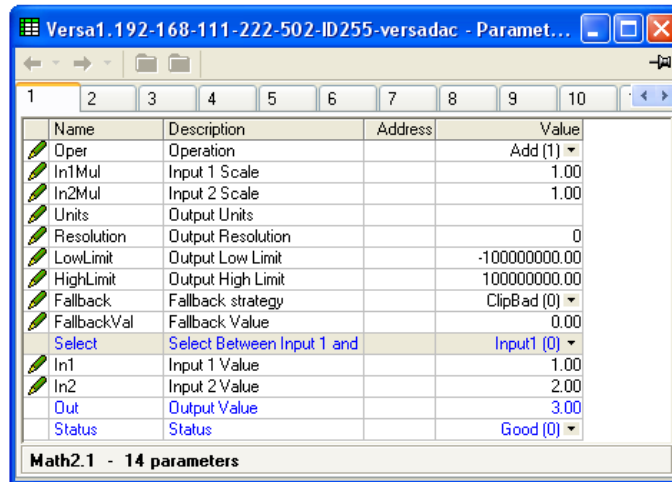 Versa1.192-168-111-222-502-ID255-versadac - Paramet...
1 2 3 4 5 6 7 8 9 10
Name Description Address Value
Oper Operation Add (1)
In1Mul Input 1 Scale 1.00
In2Mul Input 2 Scale 1.00
Units Output Units
Resolution Output Resolution 0
LowLimit Output Low Limit -100000000.00
HighLimit Output High Limit 100000000.00
Fallback Fallback strategy ClipBad (0)
FallbackVal Fallback Value 0.00
Select Select Between Input 1 and Input1 (0)
In1 Input 1 Value 1.00
In2 Input 2 Value 2.00
Out Output Value 3.00
Status Status Good (0)
Math2.1 - 14 parameters